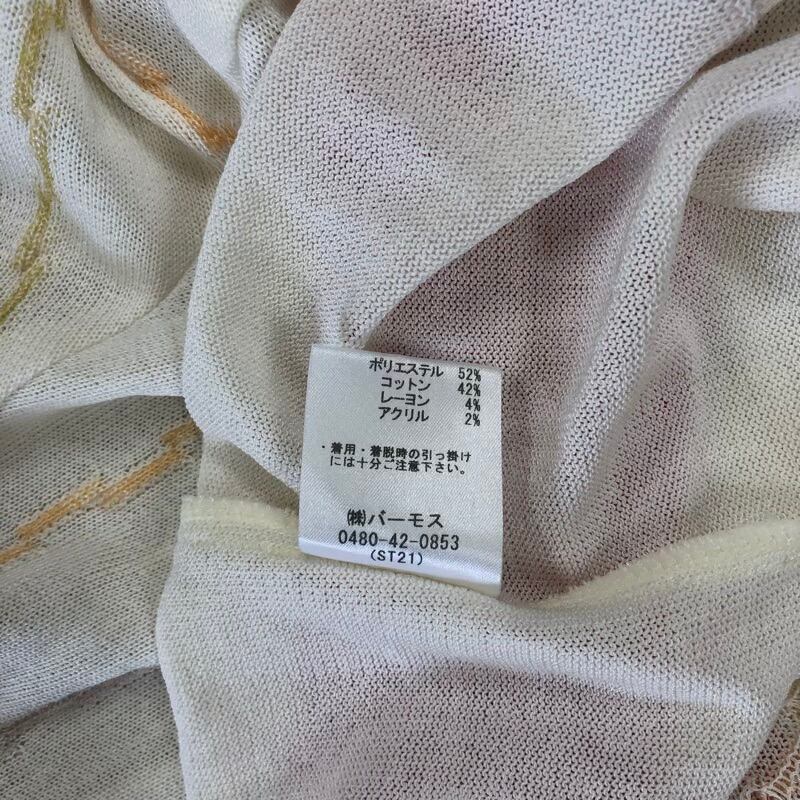 ポリエステル 52%
コットン 42%
レーヨン 4%
アクリル 2%
・着用・着脱時の引っ掛け
には十分ご注意下さい。
㈱バーモス
0480-42-0853
(ST21)